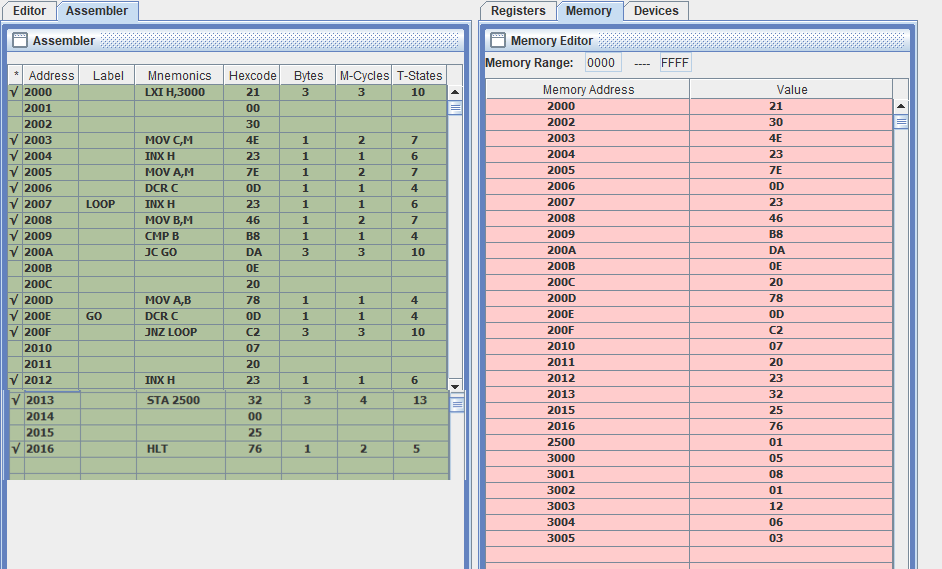 Editor Assembler
Assembler
* Address Label Mnemonics Hexcode Bytes M-Cycles T-States
√ 2000 LXI H,3000 21 3 3 10
2001 00
2002 30
√ 2003 MOV C,M 4E 1 2 7
√ 2004 INX H 23 1 1 6
√ 2005 MOV A,M 7E 1 2 7
√ 2006 DCR C 0D 1 1 4
√ 2007 LOOP INX H 23 1 1 6
√ 2008 MOV B,M 46 1 2 7
√ 2009 CMP B B8 1 1 4
√ 200A JC GO DA 3 3 10
200B 0E
200C 20
√ 200D MOV A,B 78 1 1 4
√ 200E GO DCR C 0D 1 1 4
√ 200F JNZ LOOP C2 3 3 10
2010 07
2011 20
√ 2012 INX H 23 1 1 6
√ 2013 STA 2500 32 3 4 13
2014 00
2015 25
√ 2016 HLT 76 1 2 5
Registers Memory Devices
Memory Editor
Memory Range: 0000 ---- FFFF
Memory Address Value
2000 21
2002 30
2003 4E
2004 23
2005 7E
2006 0D
2007 23
2008 46
2009 B8
200A DA
200B 0E
200C 20
200D 78
200E 0D
200F C2
2010 07
2011 20
2012 23
2013 32
2015 25
2016 76
2500 01
3000 05
3001 08
3002 01
3003 12
3004 06
3005 03